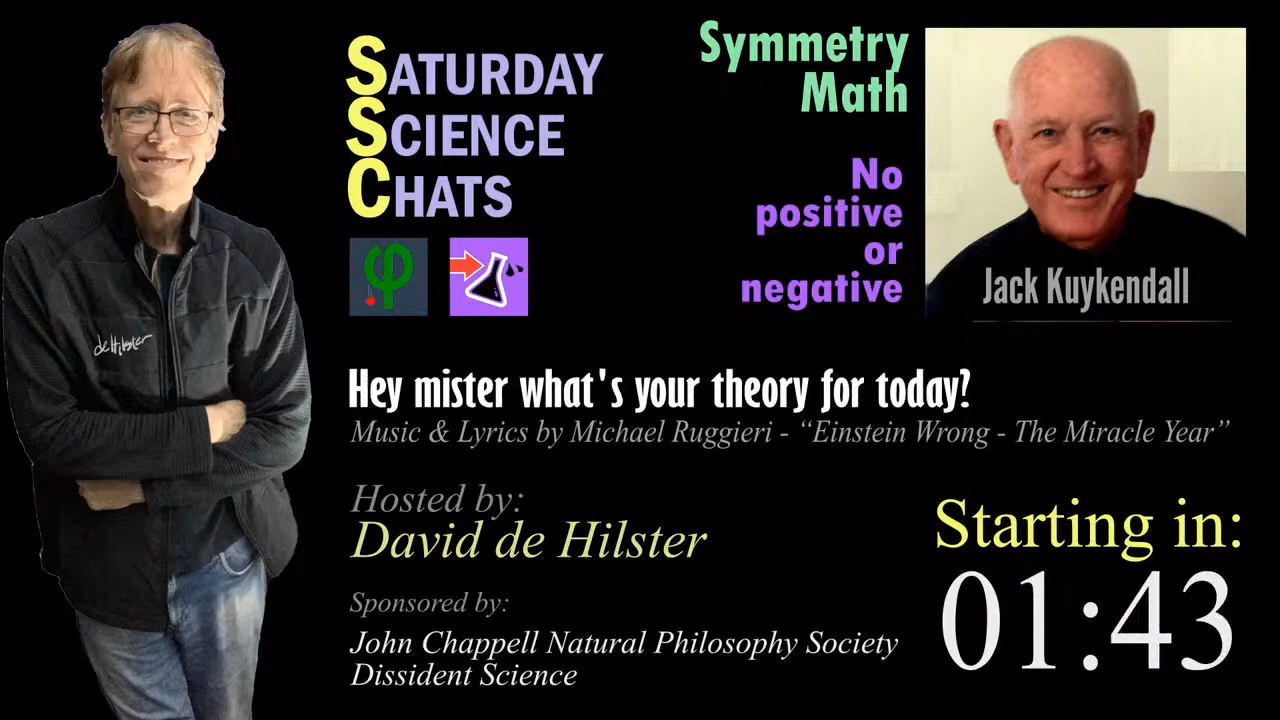 SATURDAY
SCIENCE
CHATS
Symmetry
Math
No
positive
or
negative
Jack Kuykendall
deHilster
Hey mister what's your theory for today?
Music & Lyrics by Michael Ruggieri - “Einstein Wrong - The Miracle Year”
Hosted by:
David de Hilster
Starting in:
01:43
Sponsored by:
John Chappell Natural Philosophy Society
Dissident Science